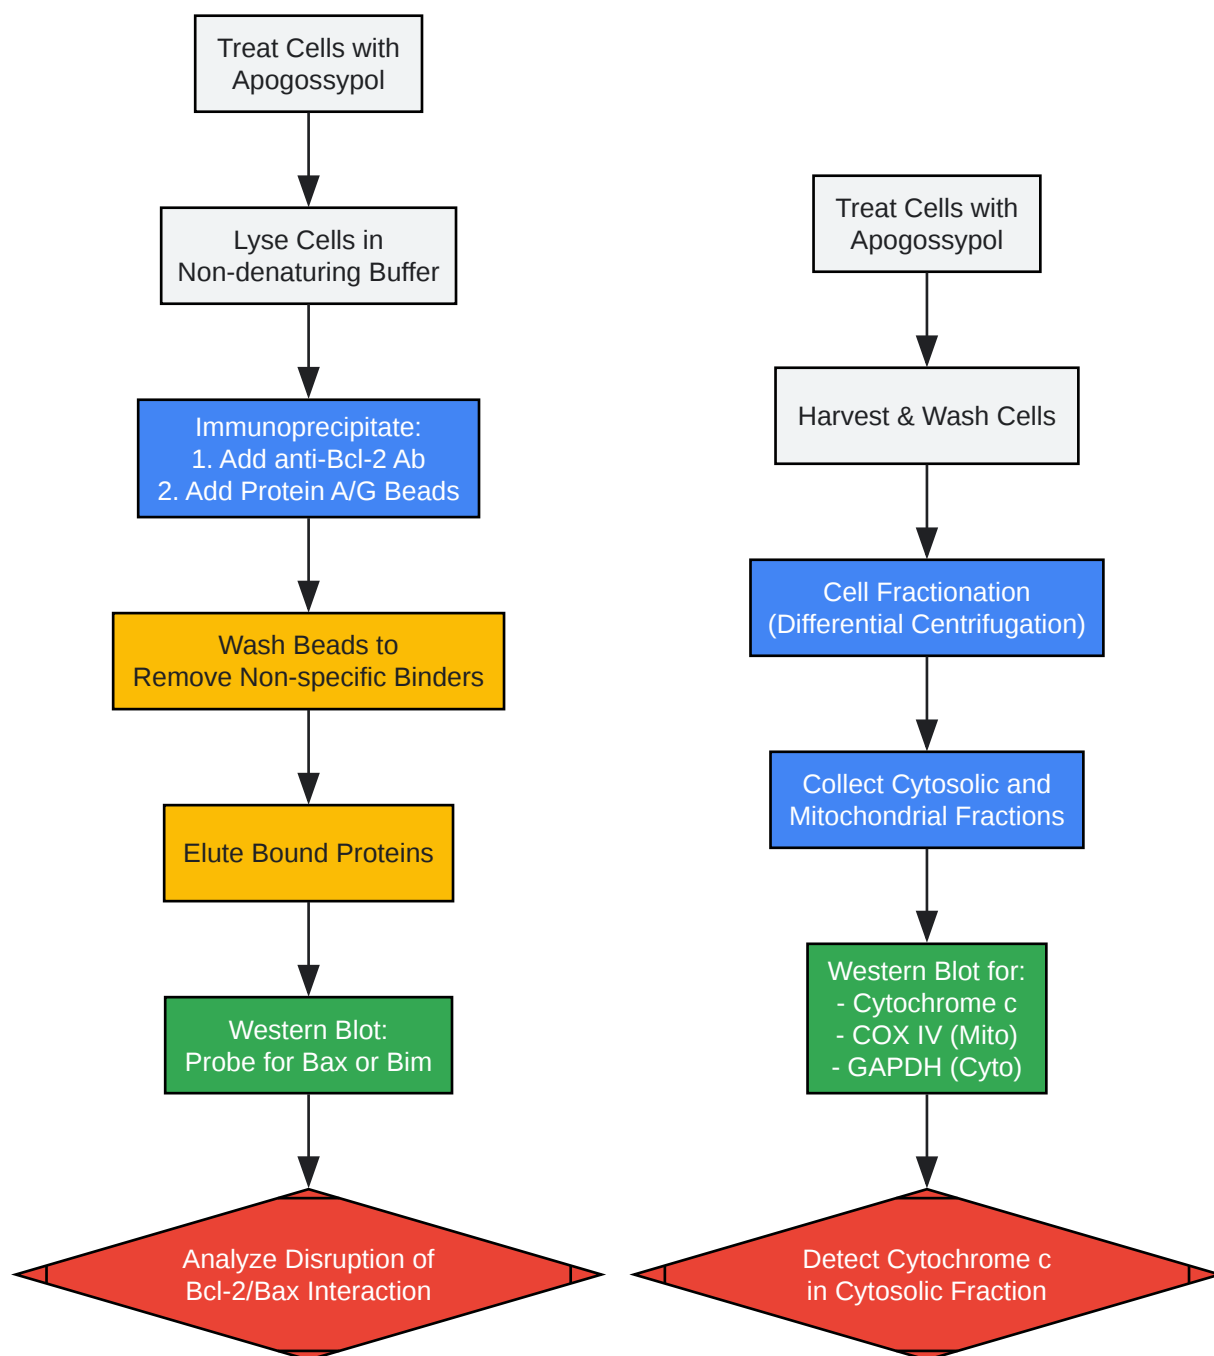 Treat Cells with
Apogossypol
Lyse Cells in
Non-denaturing Buffer
Immunoprecipitate:
1. Add anti-Bcl-2 Ab
2. Add Protein A/G Beads
Wash Beads to
Remove Non-specific Binders
Elute Bound Proteins
Western Blot:
Probe for Bax or Bim
Analyze Disruption of
Bcl-2/Bax Interaction
Treat Cells with
Apogossypol
Harvest & Wash Cells
Cell Fractionation
(Differential Centrifugation)
Collect Cytosolic and
Mitochondrial Fractions
Western Blot for:
- Cytochrome c
- COX IV (Mito)
- GAPDH (Cyto)
Detect Cytochrome c
in Cytosolic Fraction